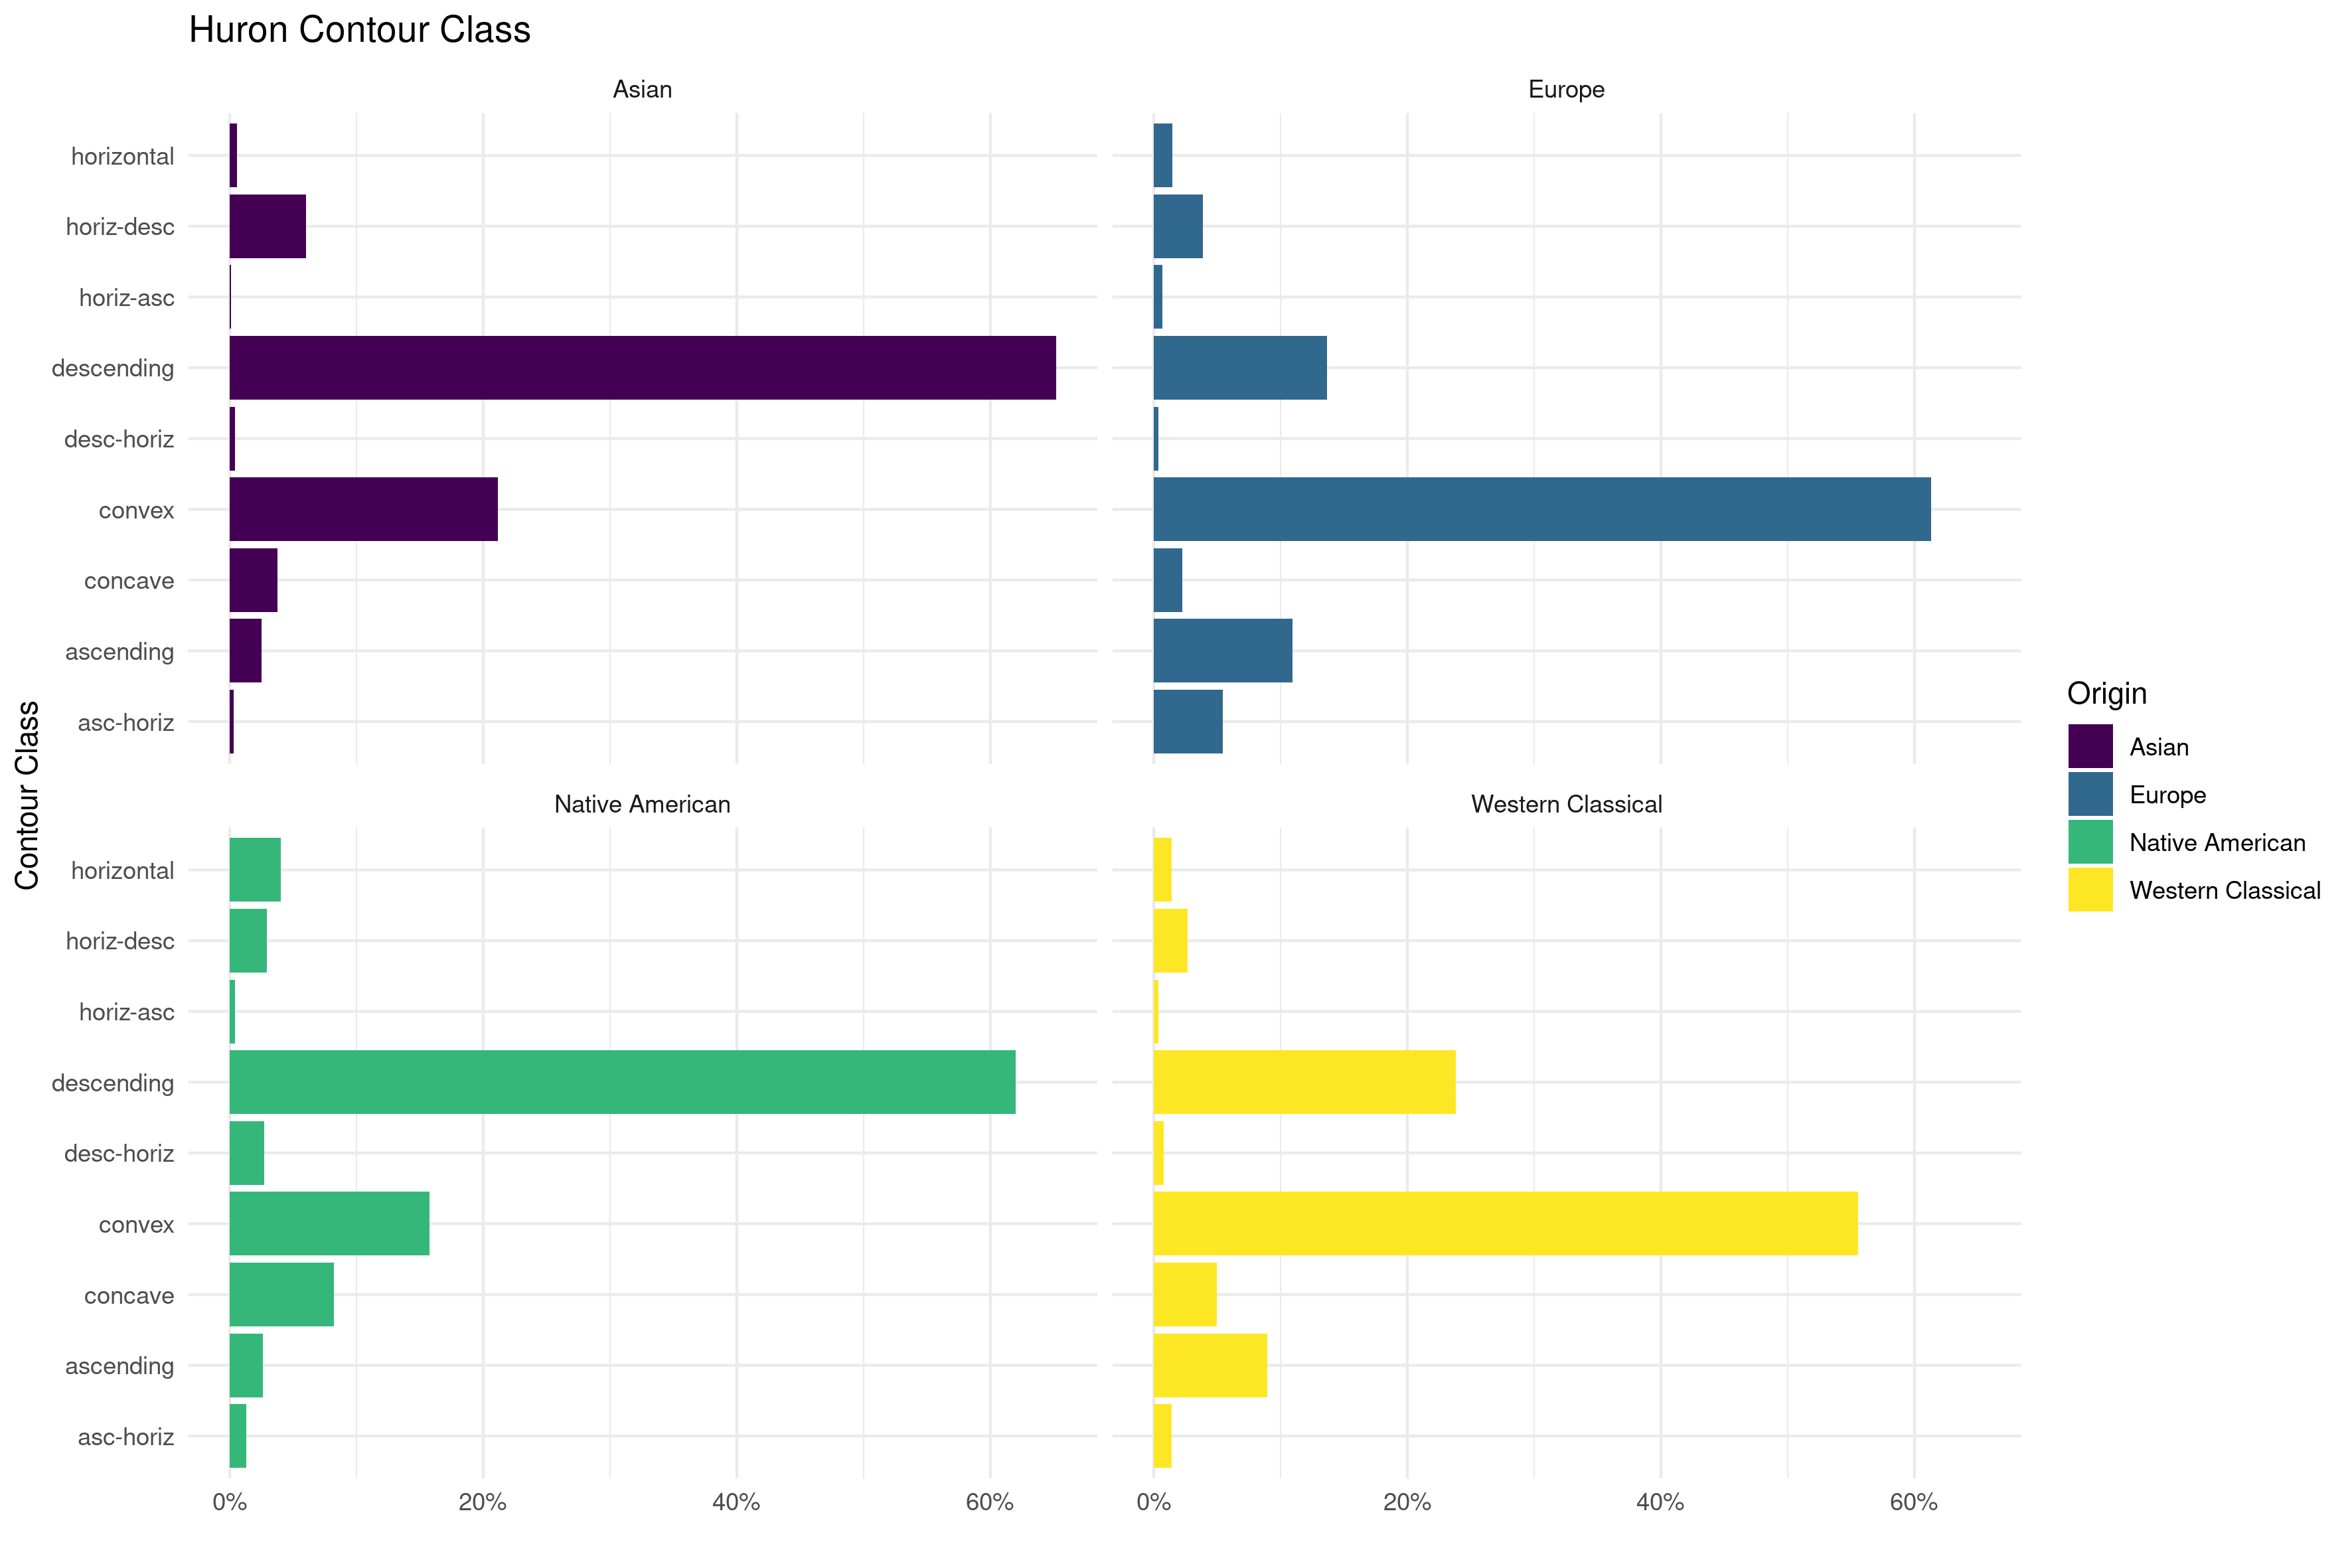 Huron Contour Class
Asian
Europe
horizontal
horiz-desc
horiz-asc
descending
desc-horiz
convex
concave
ascending
asc-horiz
Contour Class
Native American
Western Classical
horizontal
horiz-desc
horiz-asc
descending
desc-horiz
convex
concave
ascending
asc-horiz
0% 20% 40% 60%
0% 20% 40% 60%
Origin
Asian
Europe
Native American
Western Classical